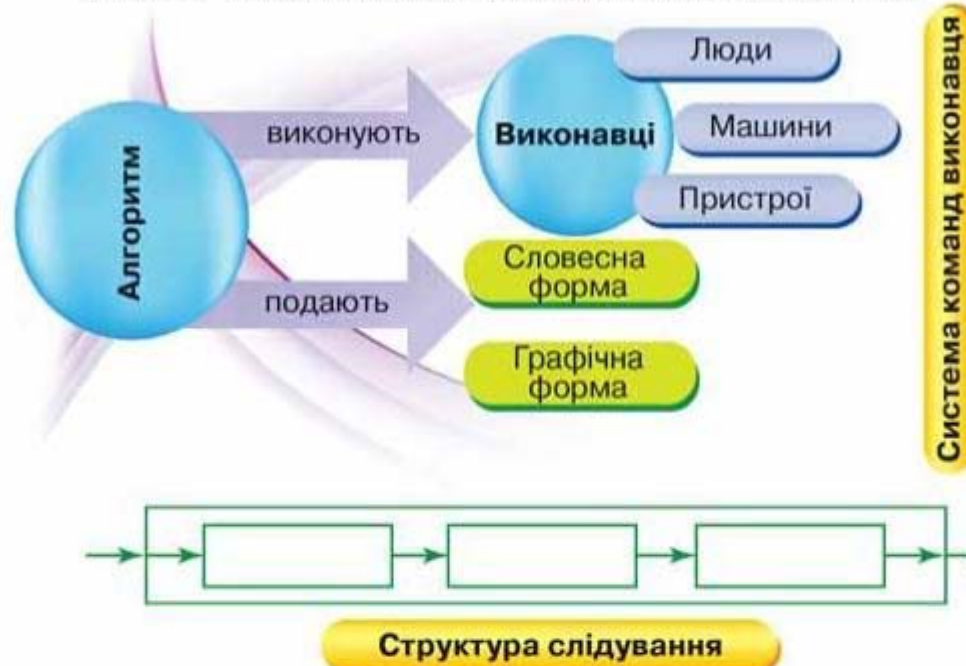 Алгоритм
виконують
Виконавці
Люди
Машини
Пристрої
подають
Словесна
форма
Графічна
форма
Система команд виконавця
Структура слідування